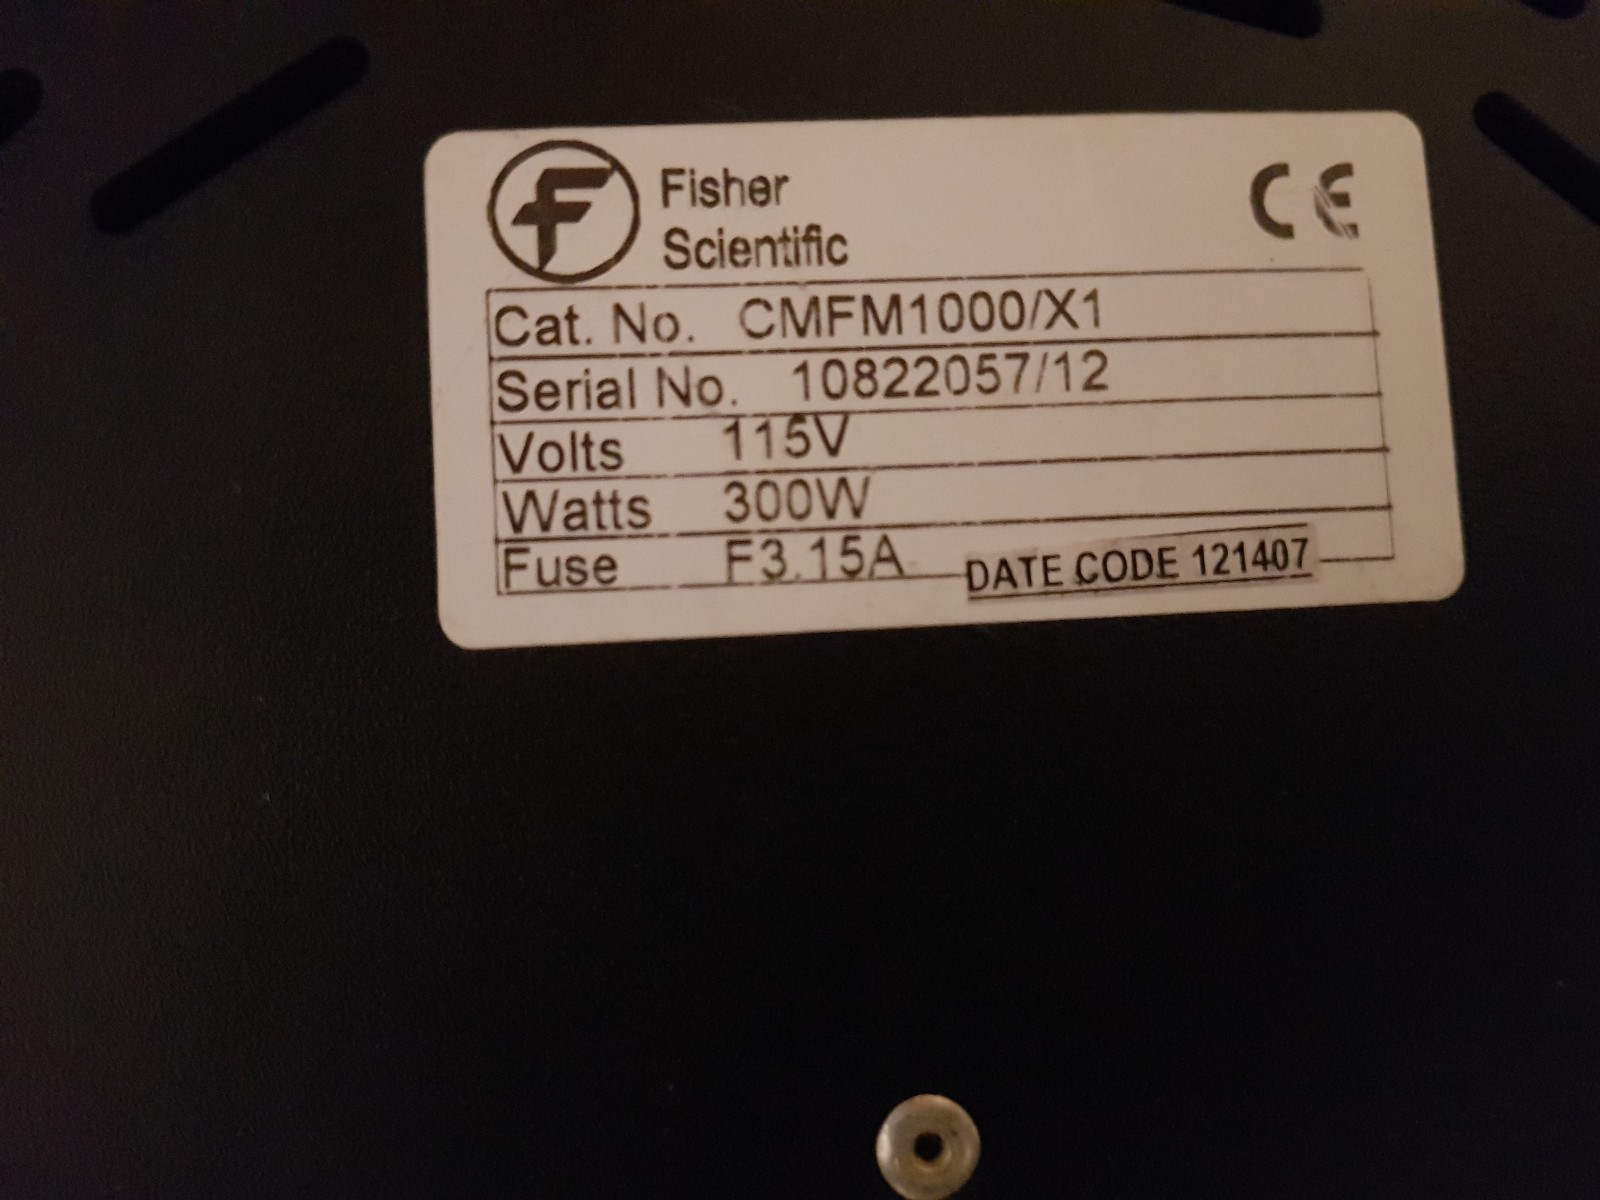 F Fisher
Scientific
CE
Cat. No. CMFM1000/X1
Serial No. 10822057/12
Volts 115V
Watts 300W
Fuse F3.15A
DATE CODE 121407